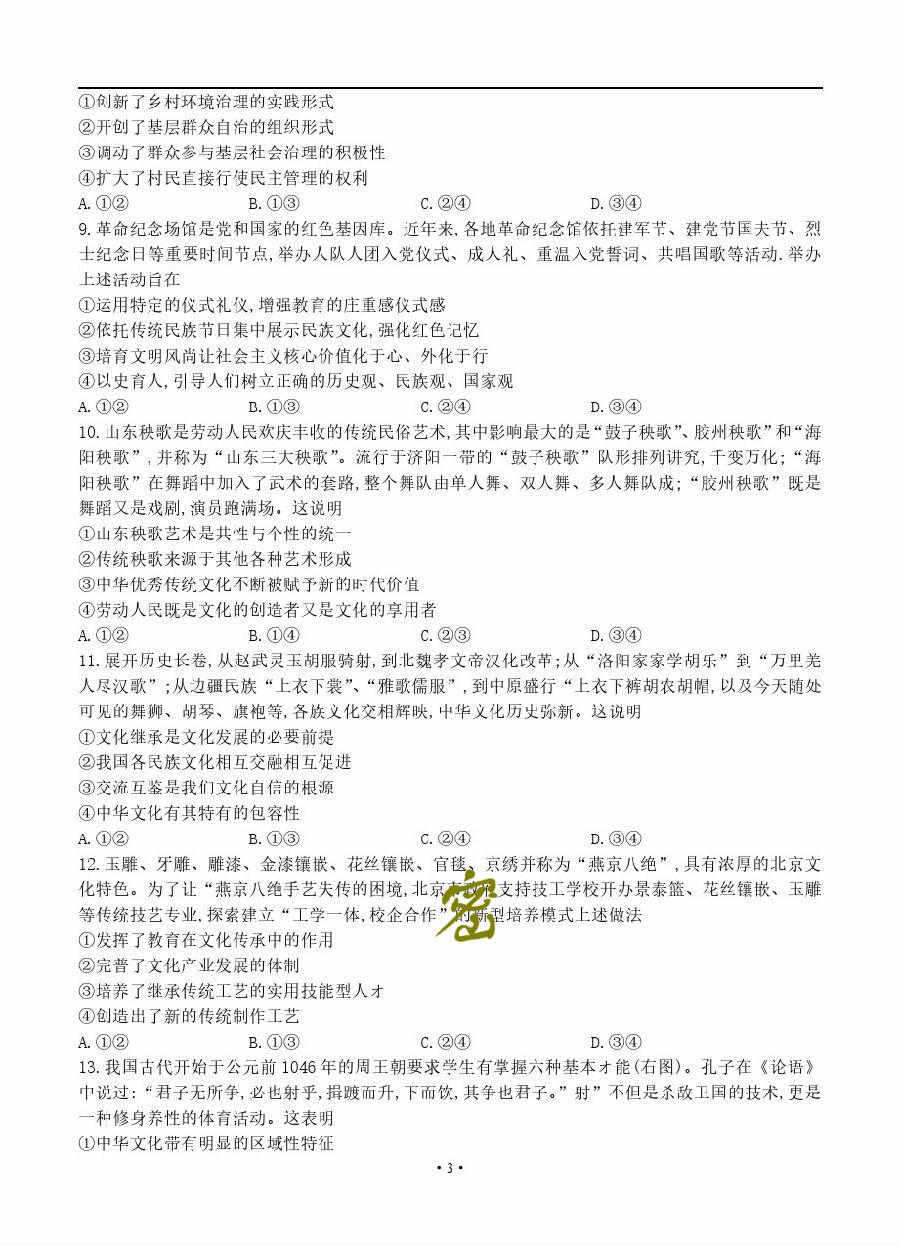 ①创新了乡村环境治理的实践形式
②开创了基层群众自治的组织形式
③调动了群众参与基层社会治理的积极性
④扩大了村民直接行使民主管理的权利
A.①② B.①③ C.②④ D.③④
9.革命纪念场馆是党和国家的红色基因库。近年来,各地革命纪念馆依托建军节、建党节国夫节、烈
士纪念日等重要时间节点,举办人队人团入党仪式、成人礼、重温入党誓词、共唱国歌等活动.举办
上述活动旨在
①运用特定的仪式礼仪,增强教育的庄重感仪式感
②依托传统民族节日集中展示民族文化,强化红色记忆
③培育文明风尚让社会主义核心价值化于心、外化于行
④以史育人,引导人们树立正确的历史观、民族观、国家观
A.①② B.①③ C.②④ D.③④
10.山东秧歌是劳动人民欢庆丰收的传统民俗艺术,其中影响最大的是“鼓子秧歌”、胶州秧歌”和“海
阳秧歌”,并称为“山东三大秧歌”。流行于济阳一带的“鼓子秧歌”队形排列讲究,千变万化;“海
阳秧歌”在舞蹈中加入了武术的套路,整个舞队由单人舞、双人舞、多人舞队成;“胶州秧歌”既是
舞蹈又是戏剧,演员跑满场。这说明
①山东秧歌艺术是共性与个性的统一
②传统秧歌来源于其他各种艺术形成
③中华优秀传统文化不断被赋予新的时代价值
④劳动人民既是文化的创造者又是文化的享用者
A.①② B.①④ C.②③ D.③④
11.展开历史长卷,从赵武灵玉胡服骑射,到北魏孝文帝汉化改革;从“洛阳家家学胡乐”到“万里羌
人尽汉歌”;从边疆民族“上衣下裳”、“雅歌儒服”,到中原盛行“上衣下裤胡农胡帽,以及今天随处
可见的舞狮、胡琴、旗袍等,各族文化交相辉映,中华文化历史弥新。这说明
①文化继承是文化发展的必要前提
②我国各民族文化相互交融相互促进
③交流互鉴是我们文化自信的根源
④中华文化有其特有的包容性
A.①② B.①③ C.②④ D.③④
12.玉雕、牙雕、雕漆、金漆镶嵌、花丝镶嵌、官毯、京绣并称为“燕京八绝”,具有浓厚的北京文
化特色。为了让“燕京八绝手艺失传的困境,北京市政府支持技工学校开办景泰篮、花丝镶嵌、玉雕
等传统技艺专业,探索建立“工学一体,校企合作”的新型培养模式上述做法
①发挥了教育在文化传承中的作用
②完普了文化产业发展的体制
③培养了继承传统工艺的实用技能型人才
④创造出了新的传统制作工艺
A.①② B.①③ C.②④ D.③④
13.我国古代开始于公元前1046年的周王朝要求学生有掌握六种基本才能(右图)。孔子在《论语》
中说过:“君子无所争,必也射乎,揖踱而升,下而饮,其争也君子。”射”不但是杀敌工国的技术,更是
一种修身养性的体育活动。这表明
①中华文化带有明显的区域性特征
·3·
密